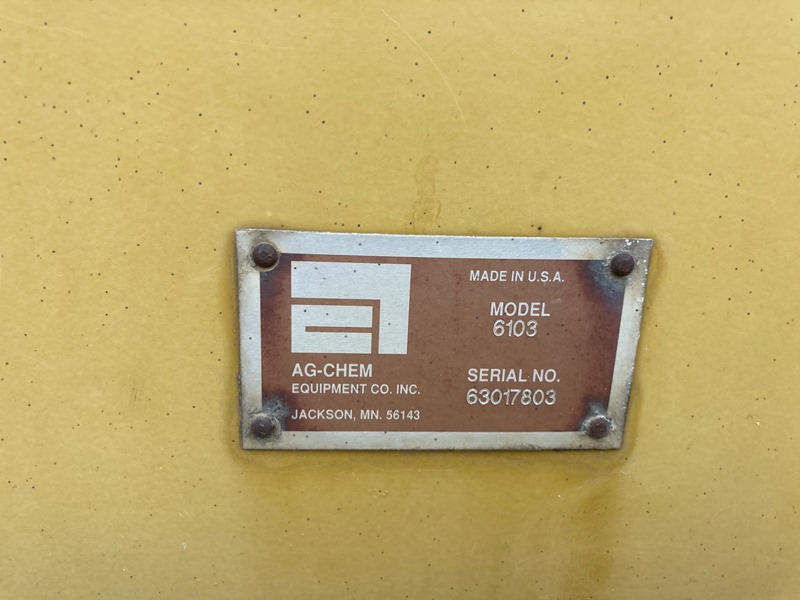 AG-CHEM
EQUIPMENT CO. INC.
JACKSON, MN. 56143
MADE IN U.S.A.
MODEL
6103
SERIAL NO.
63017803